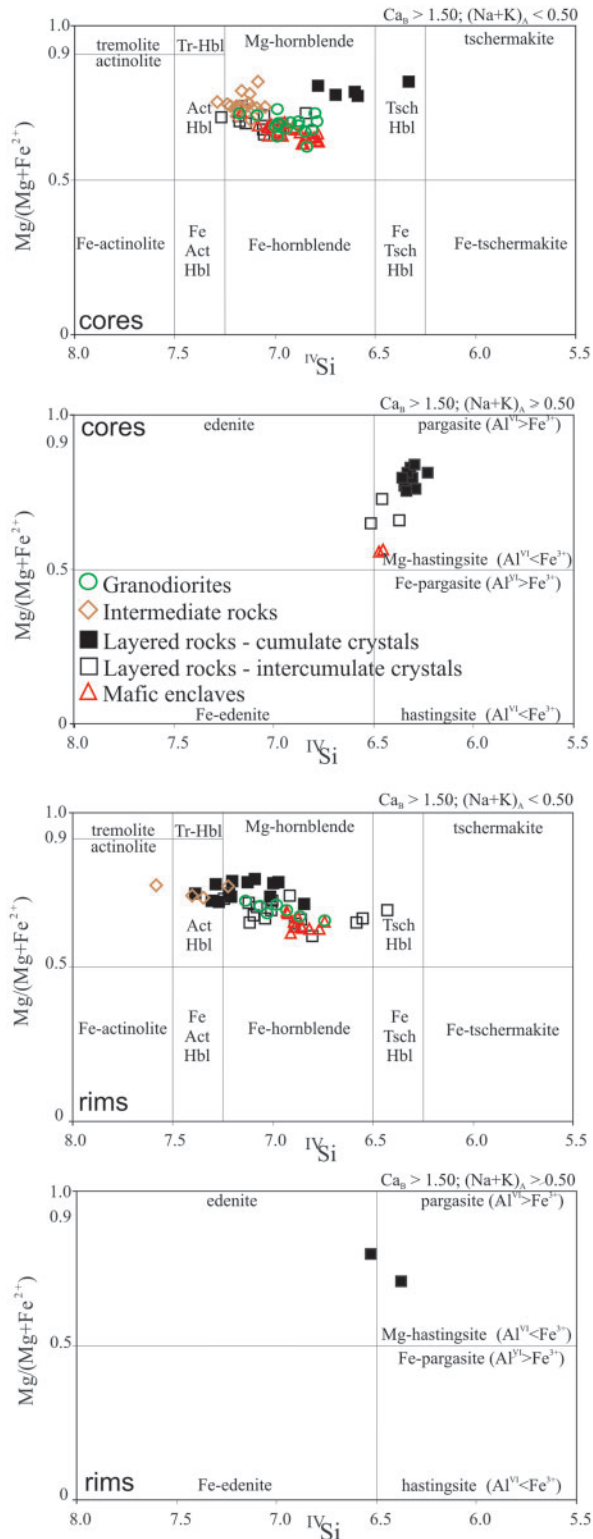 Ca_B > 1.50; (Na+K)_A < 0.50
1.0
0.9
0.5
0
Mg/(Mg+Fe²⁺)
tremolite
actinolite
Tr-Hbl
Mg-hornblende
tschermakite
Act
Hbl
Tsch
Hbl
Fe-actinolite
Fe
Act
Hbl
Fe-hornblende
Fe
Tsch
Hbl
Fe-tschermakite
cores
8.0 7.5 7.0 6.5 6.0 5.5
ᴵⱽSi
Ca_B > 1.50; (Na+K)_A > 0.50
1.0
0.9
0.5
0
Mg/(Mg+Fe²⁺)
cores
edenite
pargasite (Alⱽᴵ>Fe³⁺)
Mg-hastingsite (Alⱽᴵ<Fe³⁺)
Fe-pargasite (Alⱽᴵ>Fe³⁺)
Granodiorites
Intermediate rocks
Layered rocks - cumulate crystals
Layered rocks - intercumulate crystals
Mafic enclaves
Fe-edenite
hastingsite (Alⱽᴵ<Fe³⁺)
8.0 7.5 7.0 6.5 6.0 5.5
ᴵⱽSi
Ca_B > 1.50; (Na+K)_A < 0.50
1.0
0.9
0.5
0
Mg/(Mg+Fe²⁺)
tremolite
actinolite
Tr-Hbl
Mg-hornblende
tschermakite
Act
Hbl
Tsch
Hbl
Fe-actinolite
Fe
Act
Hbl
Fe-hornblende
Fe
Tsch
Hbl
Fe-tschermakite
rims
8.0 7.5 7.0 6.5 6.0 5.5
ᴵⱽSi
Ca_B > 1.50; (Na+K)_A > 0.50
1.0
0.9
0.5
0
Mg/(Mg+Fe²⁺)
edenite
pargasite (Alⱽᴵ>Fe³⁺)
Mg-hastingsite (Alⱽᴵ<Fe³⁺)
Fe-pargasite (Alⱽᴵ>Fe³⁺)
rims
Fe-edenite
hastingsite (Alⱽᴵ<Fe³⁺)
8.0 7.5 7.0 6.5 6.0 5.5
ᴵⱽSi